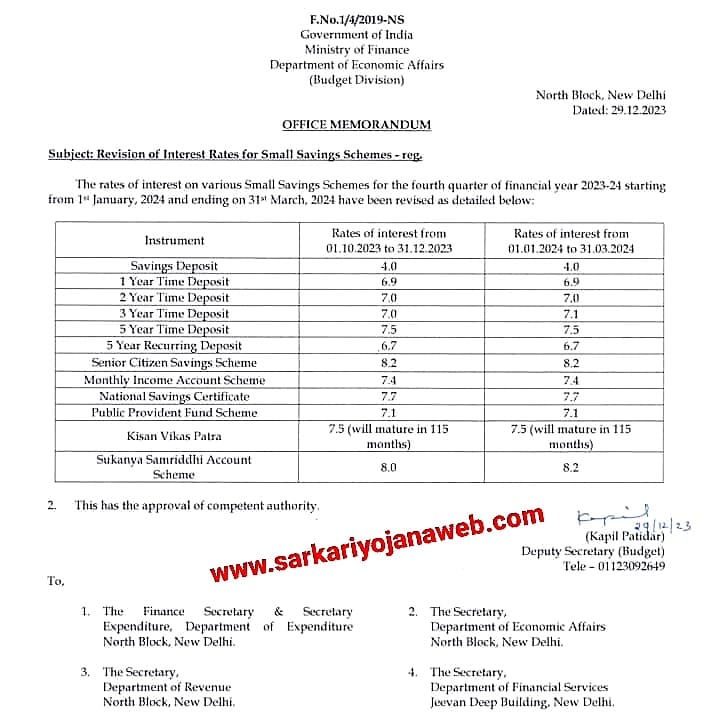 F.No.1/4/2019-NS
Government of India
Ministry of Finance
Department of Economic Affairs
(Budget Division)
North Block, New Delhi
Dated: 29.12.2023
OFFICE MEMORANDUM
Subject: Revision of Interest Rates for Small Savings Schemes - reg.
The rates of interest on various Small Savings Schemes for the fourth quarter of financial year 2023-24 starting
from 1st January, 2024 and ending on 31st March, 2024 have been revised as detailed below:
Instrument Rates of interest from 01.10.2023 to 31.12.2023 Rates of interest from 01.01.2024 to 31.03.2024
Savings Deposit 4.0 4.0
1 Year Time Deposit 6.9 6.9
2 Year Time Deposit 7.0 7.0
3 Year Time Deposit 7.0 7.1
5 Year Time Deposit 7.5 7.5
5 Year Recurring Deposit 6.7 6.7
Senior Citizen Savings Scheme 8.2 8.2
Monthly Income Account Scheme 7.4 7.4
National Savings Certificate 7.7 7.7
Public Provident Fund Scheme 7.1 7.1
Kisan Vikas Patra 7.5 (will mature in 115 months) 7.5 (will mature in 115 months)
Sukanya Samriddhi Account Scheme 8.0 8.2
2. This has the approval of competent authority.
Kapil
29/12/23
(Kapil Patidar)
Deputy Secretary (Budget)
Tele – 01123092649
www.sarkariyojanaweb.com
To,
1. The Finance Secretary & Secretary
Expenditure, Department of Expenditure
North Block, New Delhi.
2. The Secretary,
Department of Economic Affairs
North Block, New Delhi.
3. The Secretary,
Department of Revenue
North Block, New Delhi.
4. The Secretary,
Department of Financial Services
Jeevan Deep Building, New Delhi.